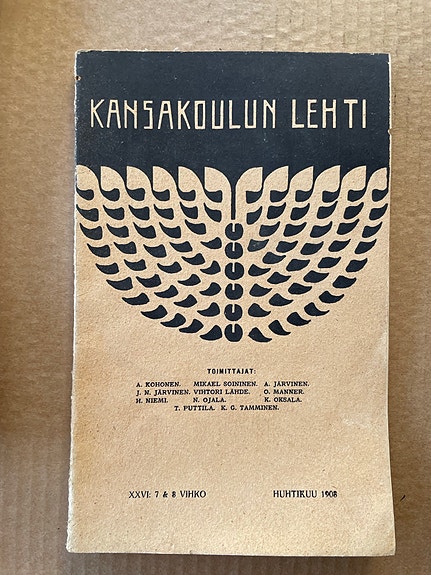 KANSAKOULUN LEHTI
TOIMITTAJAT:
A. KOHONEN. MIKAEL SOININEN. A. JÄRVINEN.
J. N. JÄRVINEN. VIHTORI LÄHDE. O. MANNER.
H. NIEMI. N. OJALA. K. OKSALA.
T. PUTTILA. K. G. TAMMINEN.
XXVI: 7 & 8 VIHKO HUHTIKUU 1908